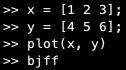 >> x = [1 2 3];
>> y = [4 5 6];
>> plot(x, y)
>> bjff